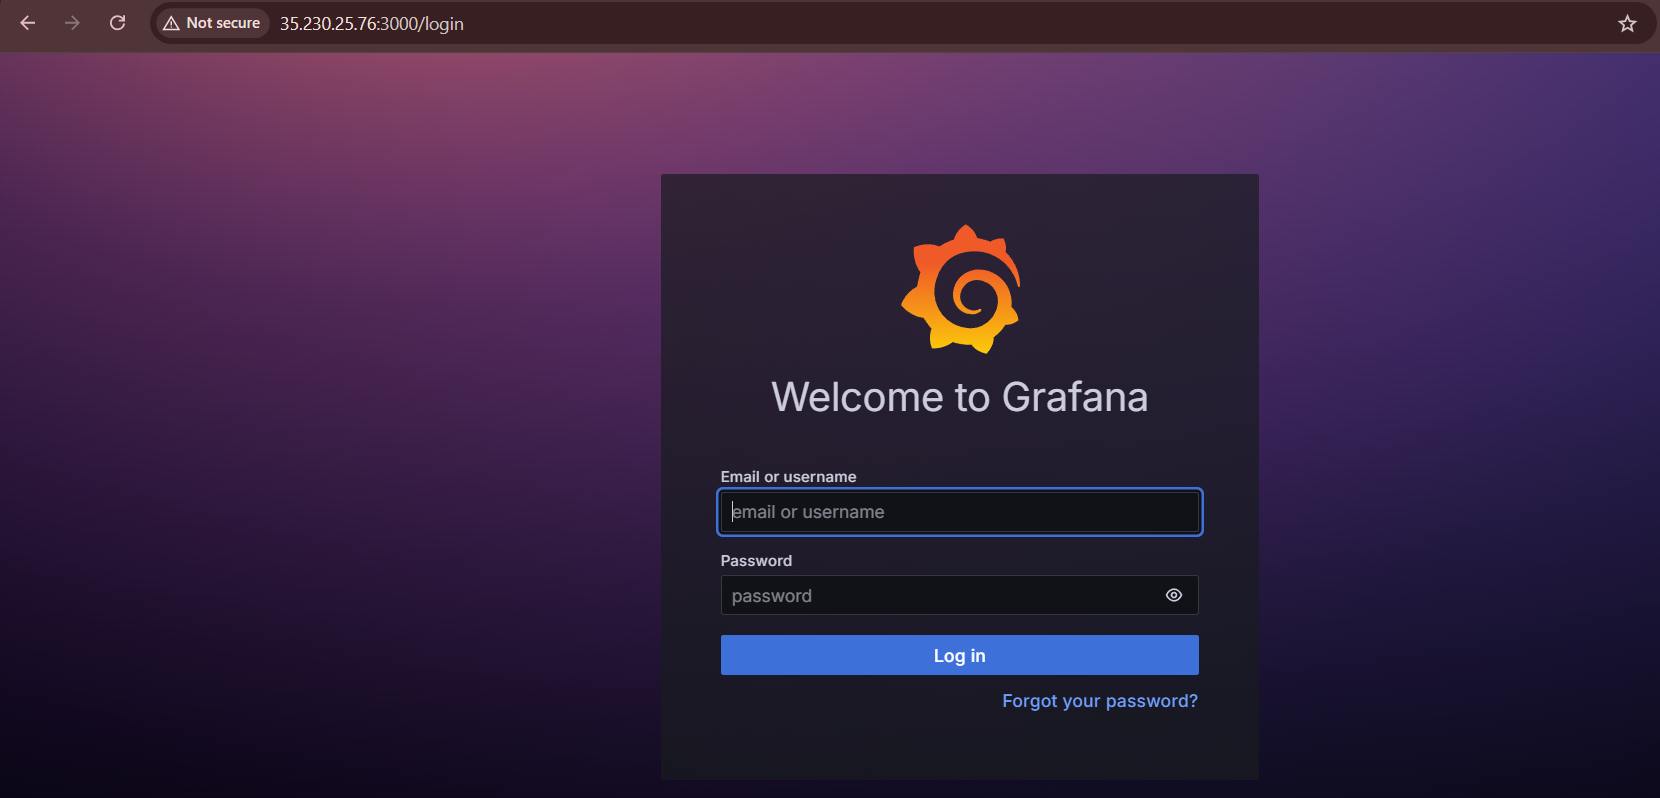 Not secure 35.230.25.76:3000/login
Welcome to Grafana
Email or username
email or username
Password
password
Log in
Forgot your password?